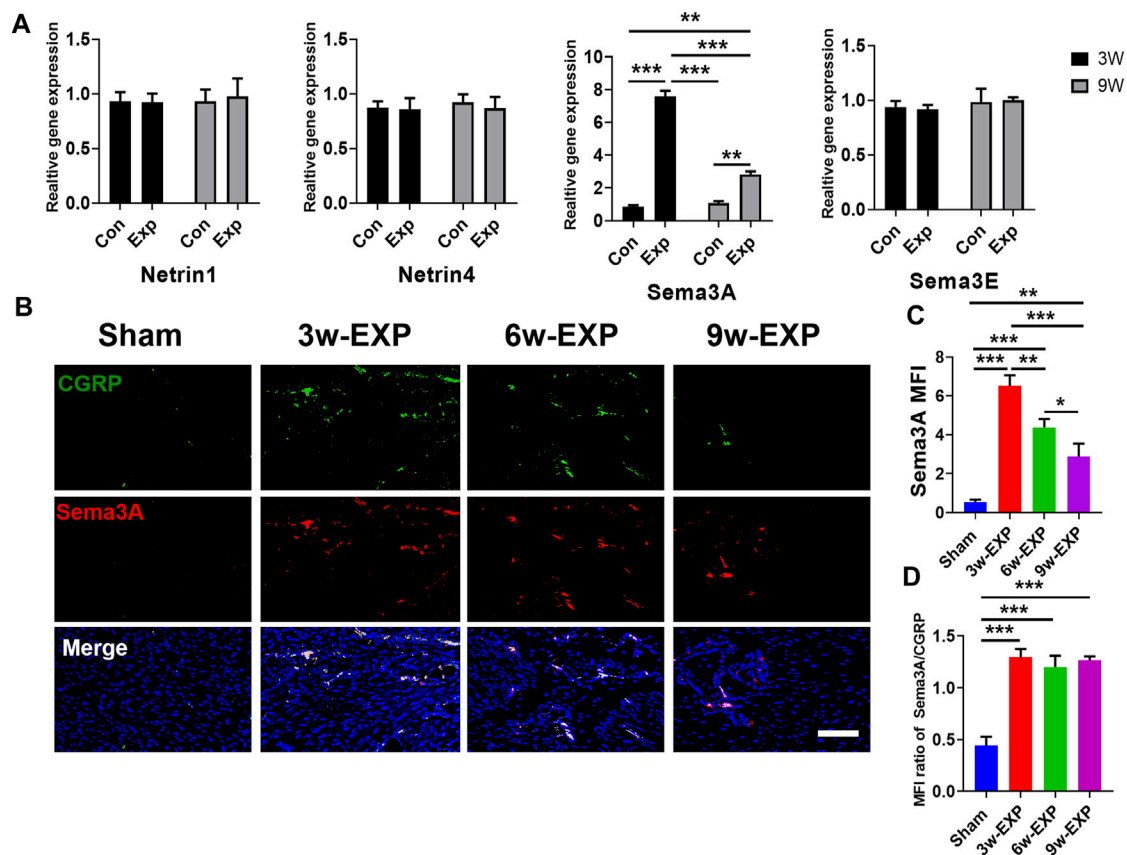 A
Realtive gene expression
1.5
1.0
0.5
0.0
Con
Exp
Con
Exp
Netrin1
Realtive gene expression
1.5
1.0
0.5
0.0
Con
Exp
Con
Exp
Netrin4
Realtive gene expression
10
8
6
4
2
0
**
***
***
***
**
Con
Exp
Con
Exp
Sema3A
Realtive gene expression
1.5
1.0
0.5
0.0
Con
Exp
Con
Exp
Sema3E
3W
9W
B
Sham
3w-EXP
6w-EXP
9w-EXP
CGRP
Sema3A
Merge
C
Sema3A MFI
8
6
4
2
0
**
***
***
*** **
*
Sham
3w-EXP
6w-EXP
9w-EXP
D
MFI ratio of Sema3A/CGRP
1.5
1.0
0.5
0.0
***
***
***
Sham
3w-EXP
6w-EXP
9w-EXP